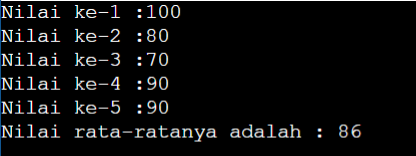 Nilai ke-1 :100
Nilai ke-2 :80
Nilai ke-3 :70
Nilai ke-4 :90
Nilai ke-5 :90
Nilai rata-ratanya adalah : 86